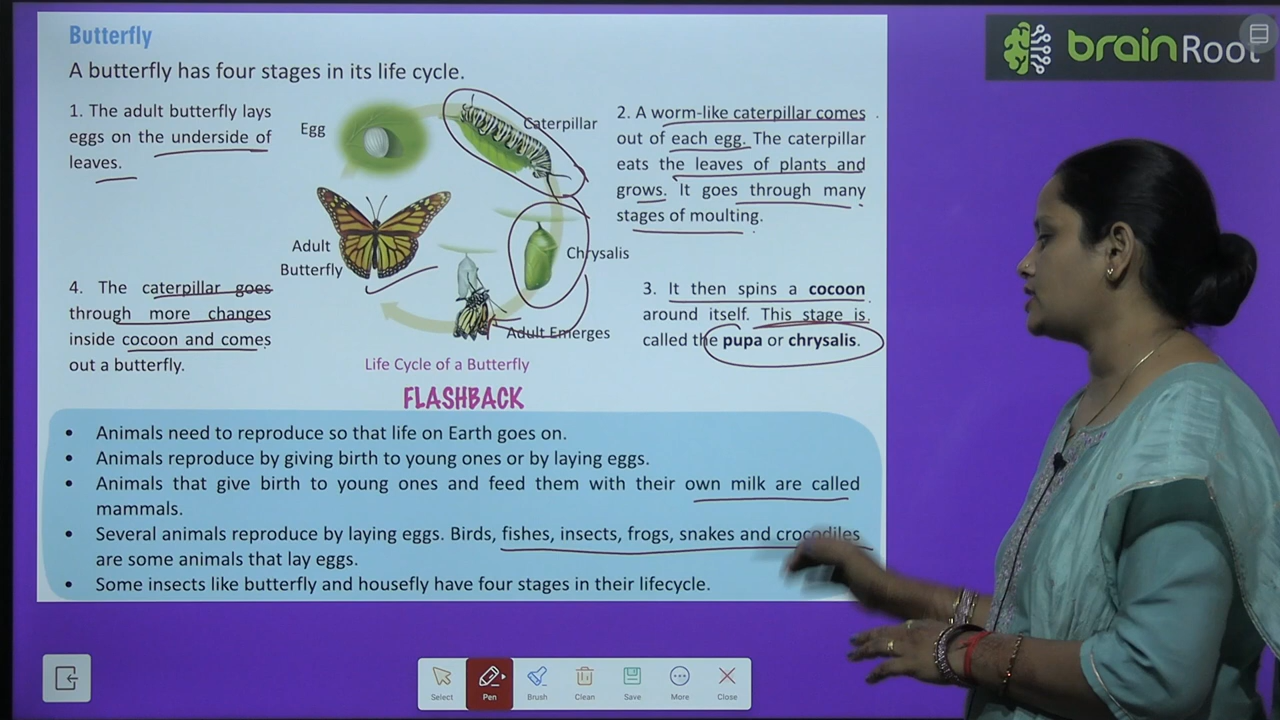 Butterfly
A butterfly has four stages in its life cycle.
1. The adult butterfly lays
eggs on the underside of
leaves.
Egg
Caterpillar
2. A worm-like caterpillar comes
out of each egg. The caterpillar
eats the leaves of plants and
grows. It goes through many
stages of moulting.
Adult
Butterfly
Chrysalis
4. The caterpillar goes
through more changes
inside cocoon and comes
out a butterfly.
Adult Emerges
3. It then spins a cocoon
around itself. This stage is
called the pupa or chrysalis.
Life Cycle of a Butterfly
FLASHBACK
• Animals need to reproduce so that life on Earth goes on.
• Animals reproduce by giving birth to young ones or by laying eggs.
• Animals that give birth to young ones and feed them with their own milk are called
mammals.
• Several animals reproduce by laying eggs. Birds, fishes, insects, frogs, snakes and crocodiles
are some animals that lay eggs.
• Some insects like butterfly and housefly have four stages in their lifecycle.
brainRoot
Select
Pen
Brush
Clean
Save
More
Close